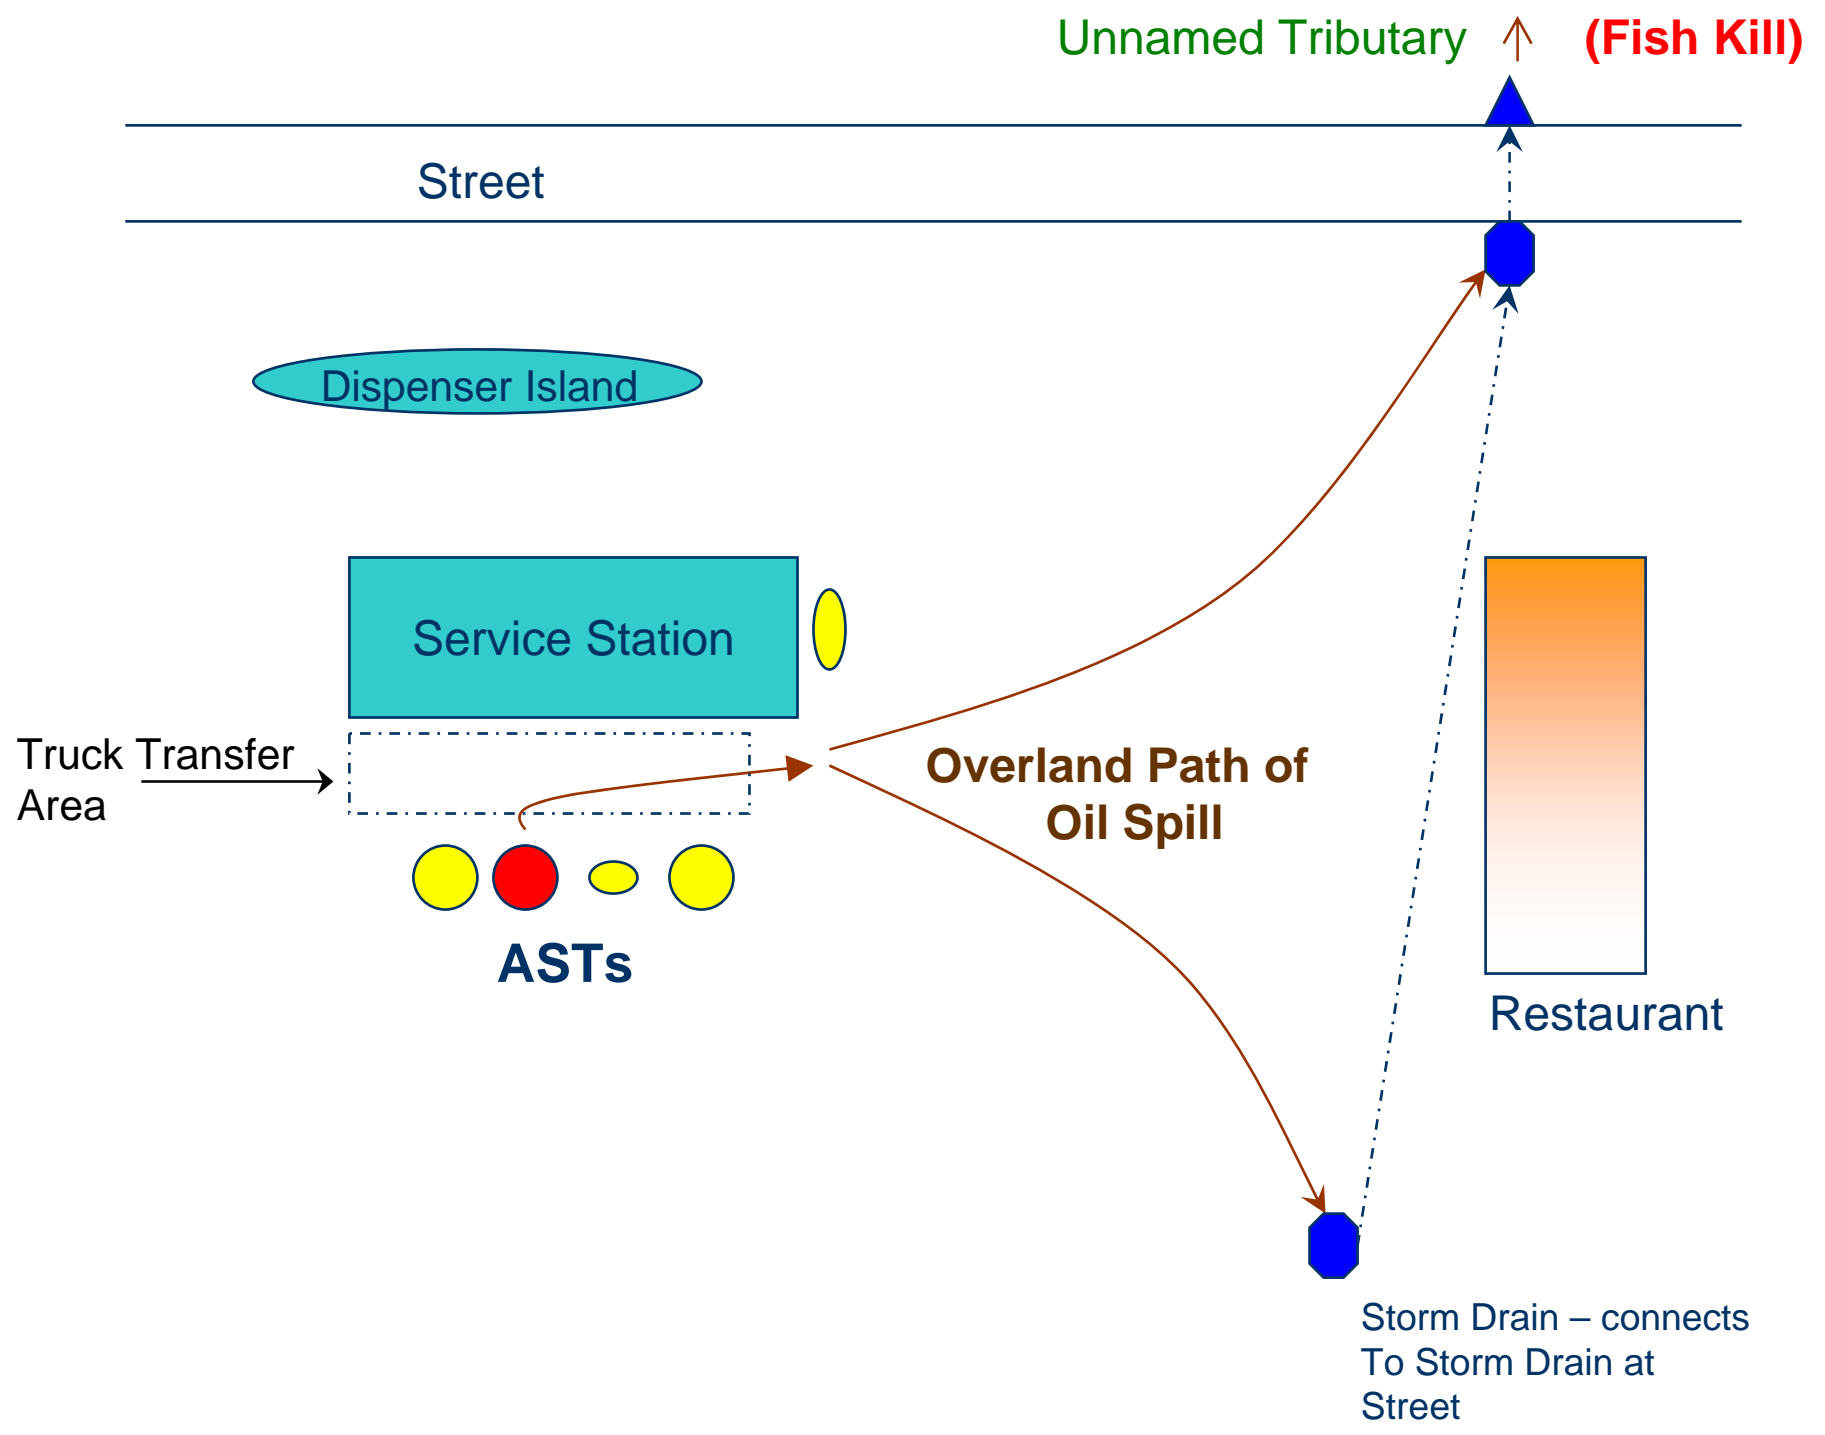 Unnamed Tributary (Fish Kill)
Street
Dispenser Island
Service Station
Truck Transfer
Area
Overland Path of
Oil Spill
ASTs
Restaurant
Storm Drain – connects
To Storm Drain at
Street